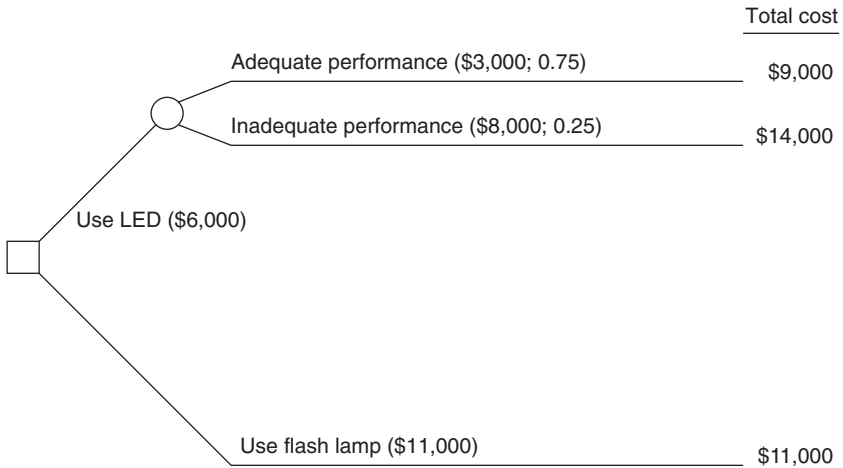 Total cost
Adequate performance ($3,000; 0.75)
$9,000
Inadequate performance ($8,000; 0.25)
$14,000
Use LED ($6,000)
Use flash lamp ($11,000)
$11,000